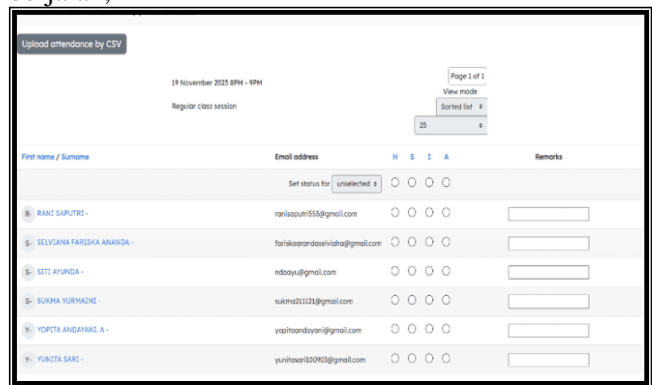 Upload attendance by CSV
19 November 2023 8PM - 9PM
Page 1 of 1
View mode
Regular class session
Sorted list
25
First name / Surname Email address H S I A Remarks
Set status for unselected
R- RANI SAPUTRI -
ranisaputri553@gmail.com
S- SELVIANA FARISKA ANANDA -
S- SITI AYUNDA -
ndaayu@gmail.com
S- SUKMA YURMAINI -
sukma211121@gmail.com
Y- YOPITA ANDAYANI. A -
yopitaandayani@gmail.com
Y- YUNITA SARI -
yunitasari100903@gmail.com